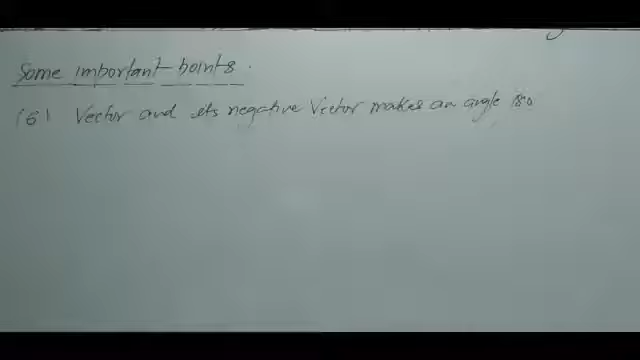 Some important points.
(6) Vector and its negative Vector makes an angle 180